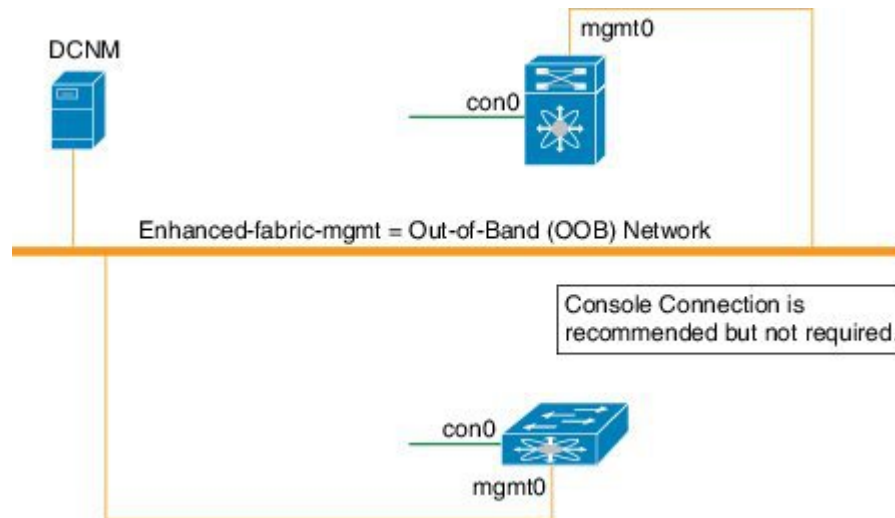 mgmt0
DCNM
con0
Enhanced-fabric-mgmt = Out-of-Band (OOB) Network
Console Connection is
recommended but not required.
con0
mgmt0